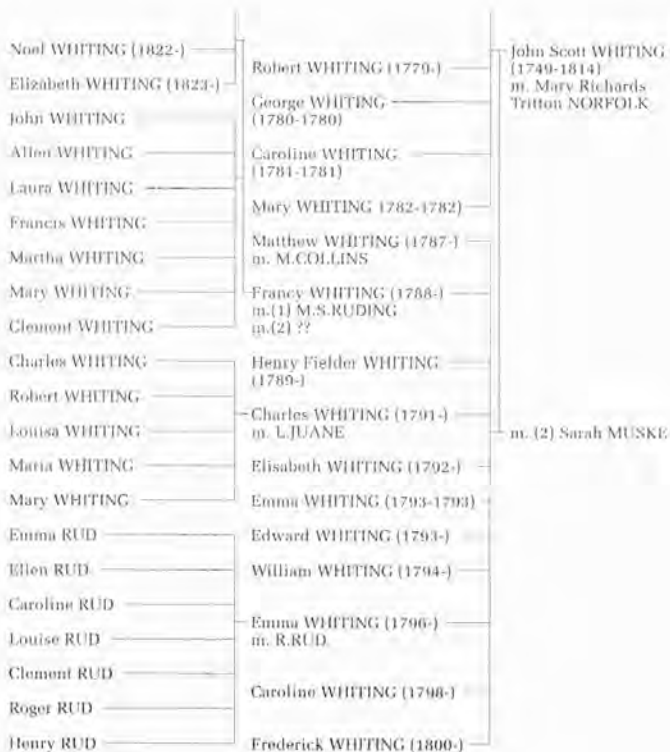 Noel WHITING (1822-)
Elizabeth WHITING (1823-)
John WHITING
Allen WHITING
Laura WHITING
Francis WHITING
Martha WHITING
Mary WHITING
Clement WHITING
Charles WHITING
Robert WHITING
Louisa WHITING
Maria WHITING
Mary WHITING
Emma RUD
Ellen RUD
Caroline RUD
Louise RUD
Clement RUD
Roger RUD
Henry RUD
Robert WHITING (1779-)
George WHITING
(1780-1780)
Caroline WHITING
(1781-1781)
Mary WHITING 1782-1782)
Matthew WHITING (1787-)
m. M.COLLINS
Francy WHITING (1788-)
m.(1) M.S.RUDING
m.(2) ??
Henry Fielder WHITING
(1789-)
Charles WHITING (1791-)
m. L.JUANE
Elisabeth WHITING (1792-)
Emma WHITING (1793-1793)
Edward WHITING (1793-)
William WHITING (1794-)
Emma WHITING (1796-)
m. R.RUD
Caroline WHITING (1798-)
Frederick WHITING (1800-)
John Scott WHITING
(1749-1814)
m. Mary Richards
Tritton NORFOLK
m. (2) Sarah MUSKE